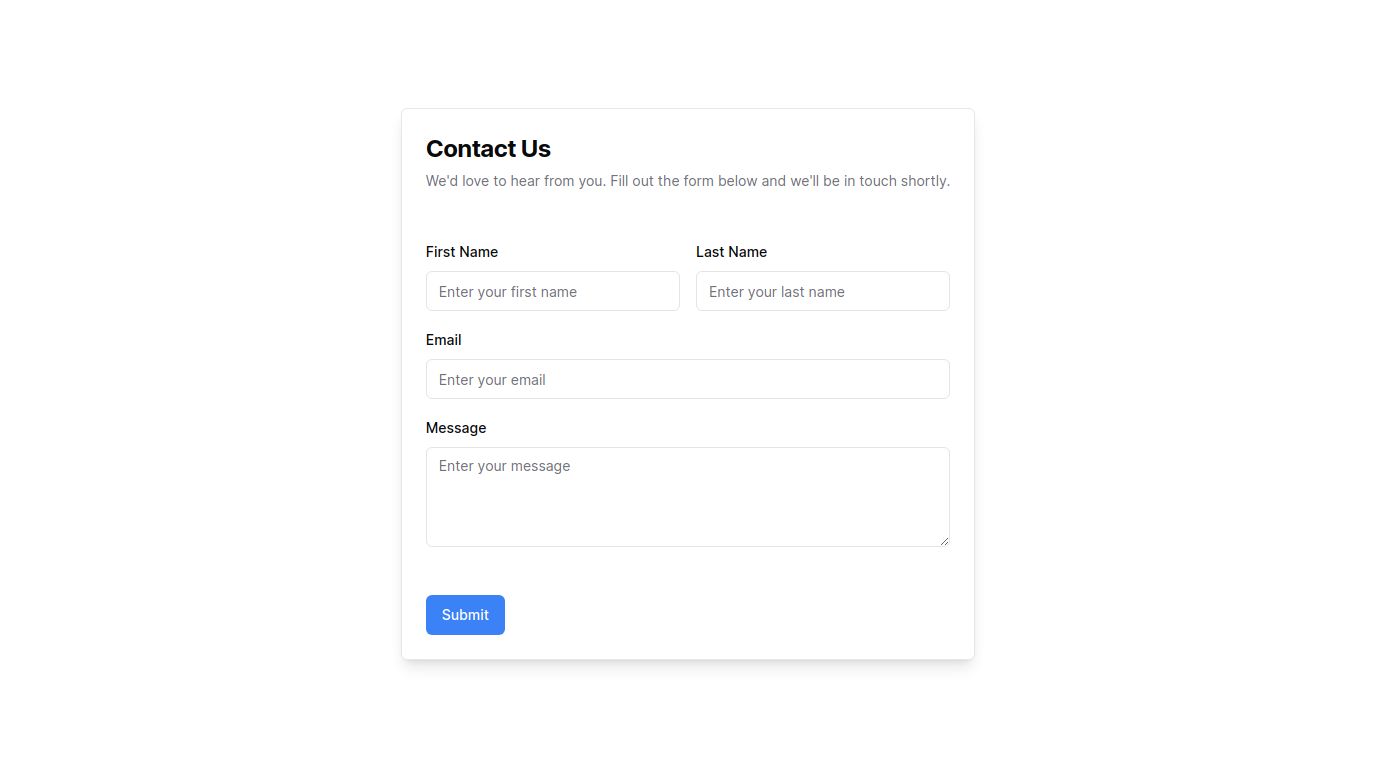 Contact Us
We'd love to hear from you. Fill out the form below and we'll be in touch shortly.
First Name
Last Name
Enter your first name
Enter your last name
Email
Enter your email
Message
Enter your message
Submit